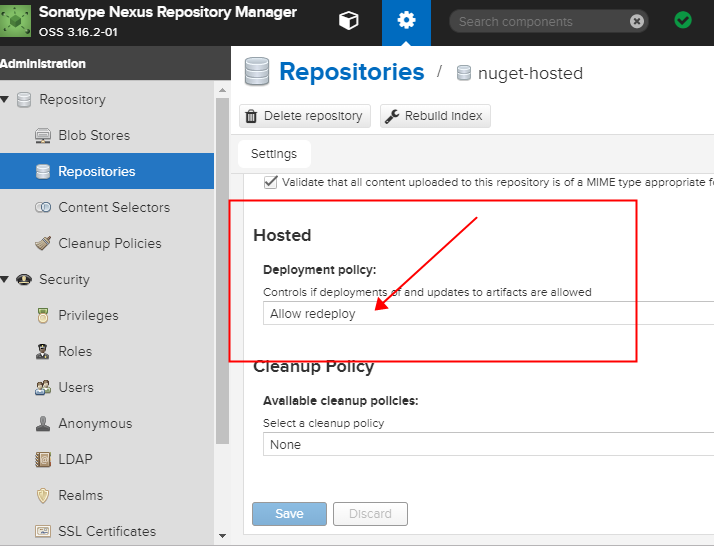 Sonatype Nexus Repository Manager
OSS 3.16.2-01
Search components
Administration
Repository
Blob Stores
Repositories
Content Selectors
Cleanup Policies
Security
Privileges
Roles
Users
Anonymous
LDAP
Realms
SSL Certificates
Repositories / nuget-hosted
Delete repository Rebuild index
Settings
Validate that all content uploaded to this repository is of a MIME type appropriate f
Hosted
Deployment policy:
Controls if deployments of and updates to artifacts are allowed
Allow redeploy
Cleanup Policy
Available cleanup policies:
Select a cleanup policy
None
Save Discard